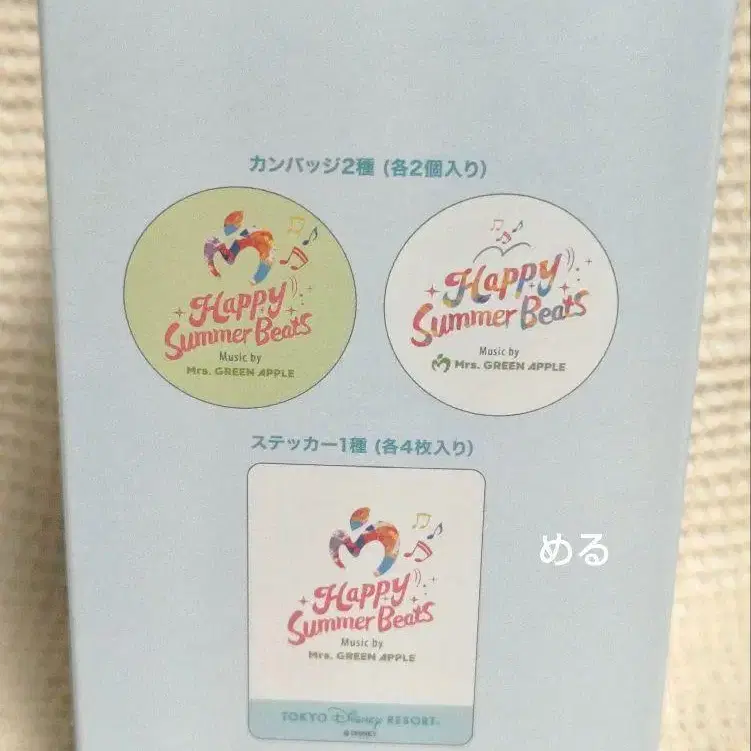 カンバッジ2種 (各2個入り)
Happy
Summer Beats
Music by
Mrs. GREEN APPLE
Happy
Summer Beats
Music by
Mrs. GREEN APPLE
ステッカー1種 (各4枚入り)
Happy
Summer Beats
Music by
Mrs. GREEN APPLE
める
TOKYO Disney RESORT
© DISNEY